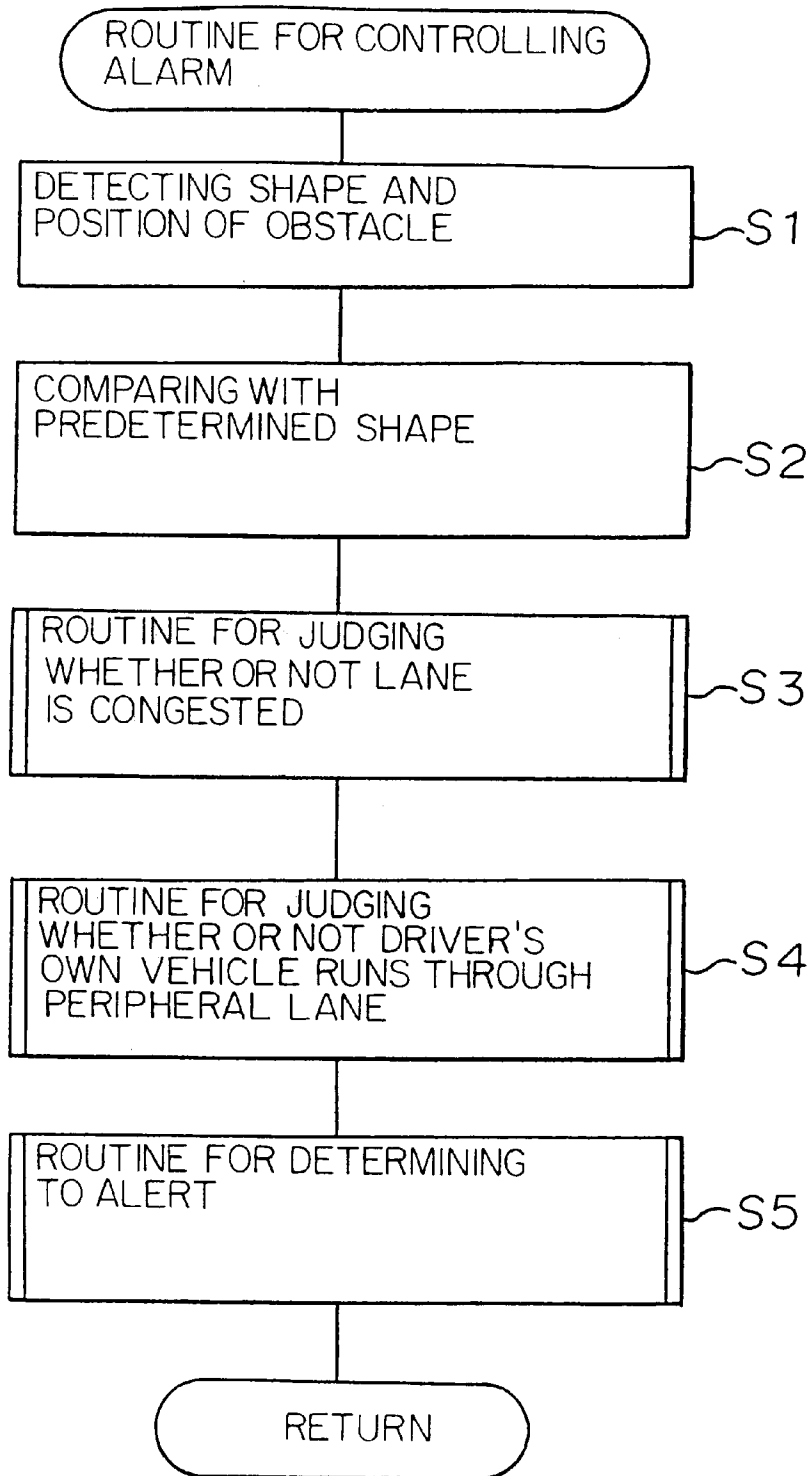 ROUTINE FOR CONTROLLING
ALARM
DETECTING SHAPE AND
POSITION OF OBSTACLE
S1
COMPARING WITH
PREDETERMINED SHAPE
S2
ROUTINE FOR JUDGING
WHETHER OR NOT LANE
IS CONGESTED
S3
ROUTINE FOR JUDGING
WHETHER OR NOT DRIVER'S
OWN VEHICLE RUNS THROUGH
PERIPHERAL LANE
S4
ROUTINE FOR DETERMINING
TO ALERT
S5
RETURN